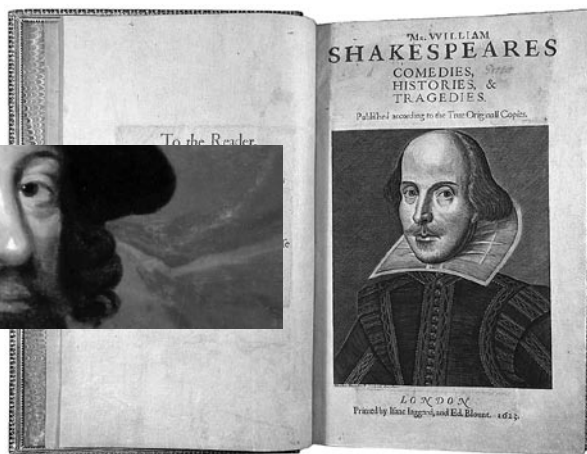 To the Reader.
Mr. WILLIAM
SHAKESPEARES
COMEDIES,
HISTORIES, &
TRAGEDIES.
Published according to the True Originall Copies.
LONDON
Printed by Isaac Iaggard, and Ed. Blount. 1623.